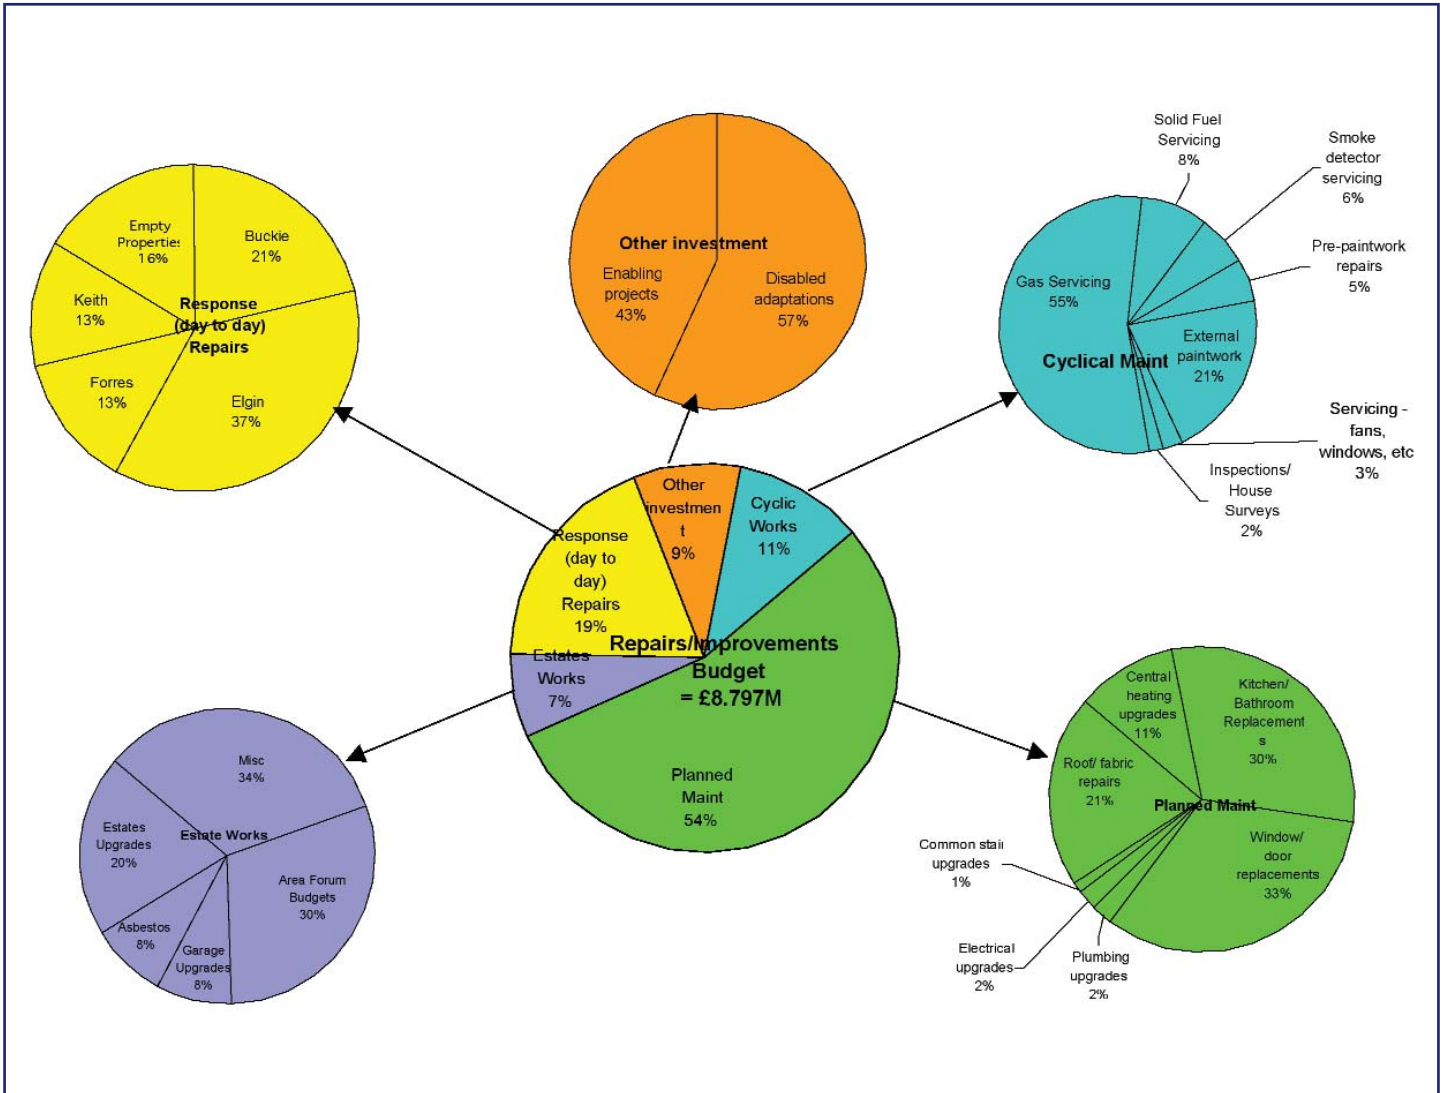 Solid Fuel
Servicing
8%
Smoke
detector
servicing
6%
Pre-paintwork
repairs
5%
Gas Servicing
55%
External
paintwork
21%
Cyclical Maint
Servicing -
fans,
windows, etc
3%
Inspections/
House
Surveys
2%
Other investment
Enabling
projects
43%
Disabled
adaptations
57%
Empty
Properties
16%
Buckie
21%
Keith
13%
Response
(day to day)
Repairs
Forres
13%
Elgin
37%
Other
investmen
t
9%
Cyclic
Works
11%
Response
(day to
day)
Repairs
19%
Repairs/Improvements
Budget
= £8.797M
Estates
Works
7%
Planned
Maint
54%
Misc
34%
Estates
Upgrades
20%
Estate Works
Area Forum
Budgets
30%
Asbestos
8%
Garage
Upgrades
8%
Central
heating
upgrades
11%
Kitchen/
Bathroom
Replacement
s
30%
Roof/ fabric
repairs
21%
Planned Maint
Window/
door
replacements
33%
Common stair
upgrades
1%
Electrical
upgrades
2%
Plumbing
upgrades
2%